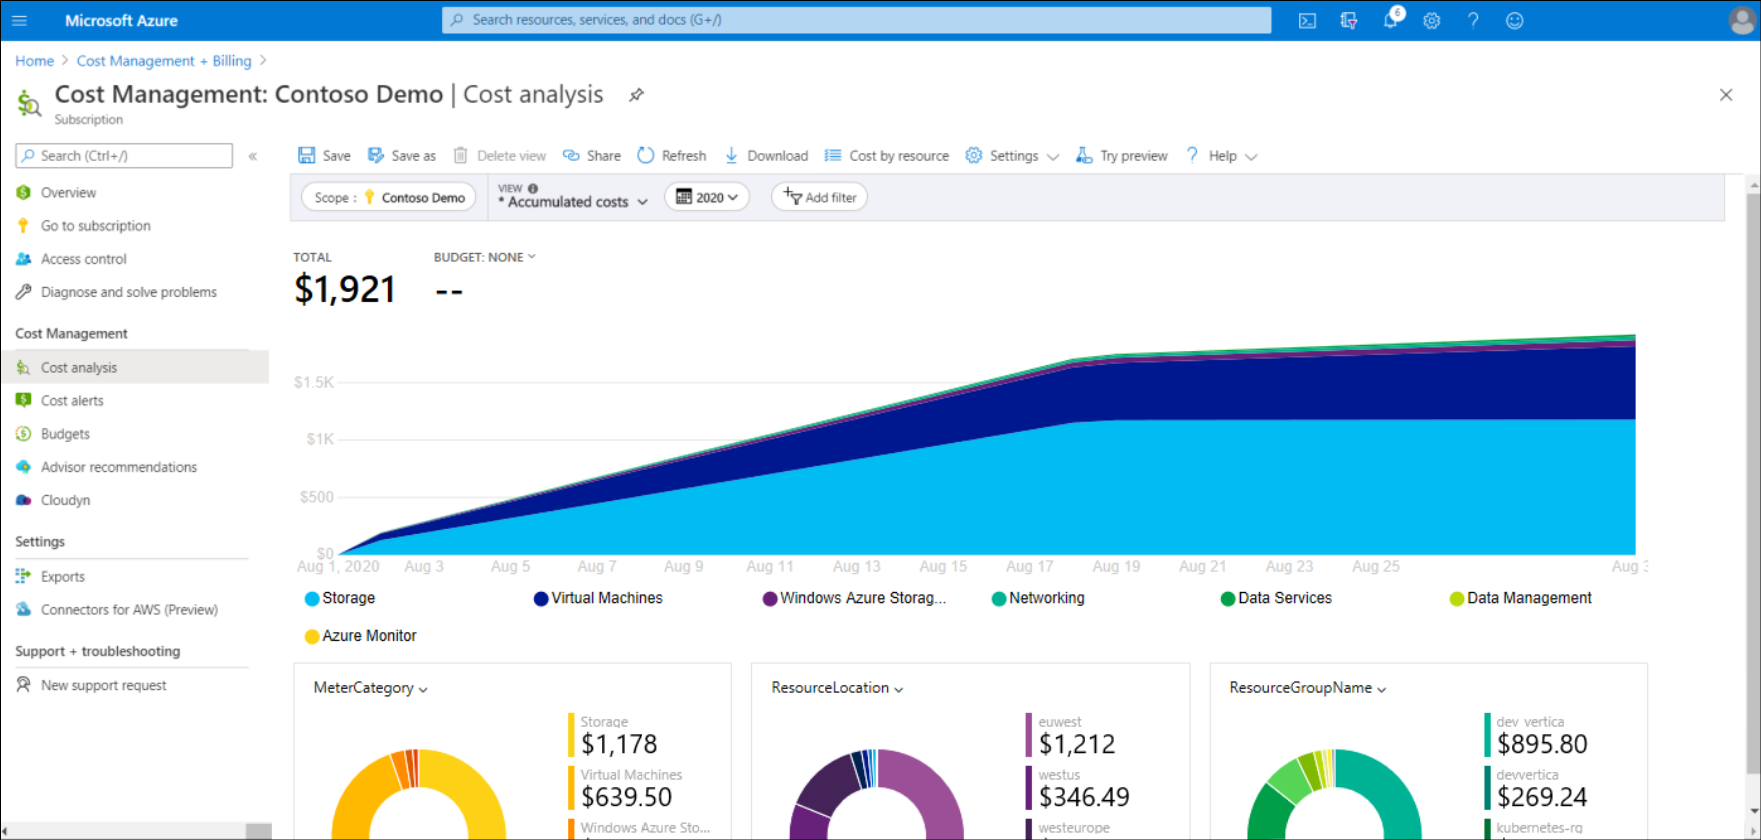 Microsoft Azure
Search resources, services, and docs (G+/)
6
Home > Cost Management + Billing >
Cost Management: Contoso Demo | Cost analysis
Subscription
Search (Ctrl+/)
«
Overview
Go to subscription
Access control
Diagnose and solve problems
Cost Management
Cost analysis
Cost alerts
Budgets
Advisor recommendations
Cloudyn
Settings
Exports
Connectors for AWS (Preview)
Support + troubleshooting
New support request
Save Save as Delete view Share Refresh Download Cost by resource Settings Try preview ? Help
Scope : Contoso Demo
VIEW
* Accumulated costs
2020
Add filter
TOTAL
$1,921
BUDGET: NONE
--
$1.5K
$1K
$500
$0
Aug 1, 2020 Aug 3 Aug 5 Aug 7 Aug 9 Aug 11 Aug 13 Aug 15 Aug 17 Aug 19 Aug 21 Aug 23 Aug 25 Aug
Storage Virtual Machines Windows Azure Storag... Networking Data Services Data Management
Azure Monitor
MeterCategory
Storage
$1,178
Virtual Machines
$639.50
Windows Azure Sto...
ResourceLocation
euwest
$1,212
westus
$346.49
westeurope
ResourceGroupName
dev_vertica
$895.80
devvertica
$269.24
kubernetes-rg